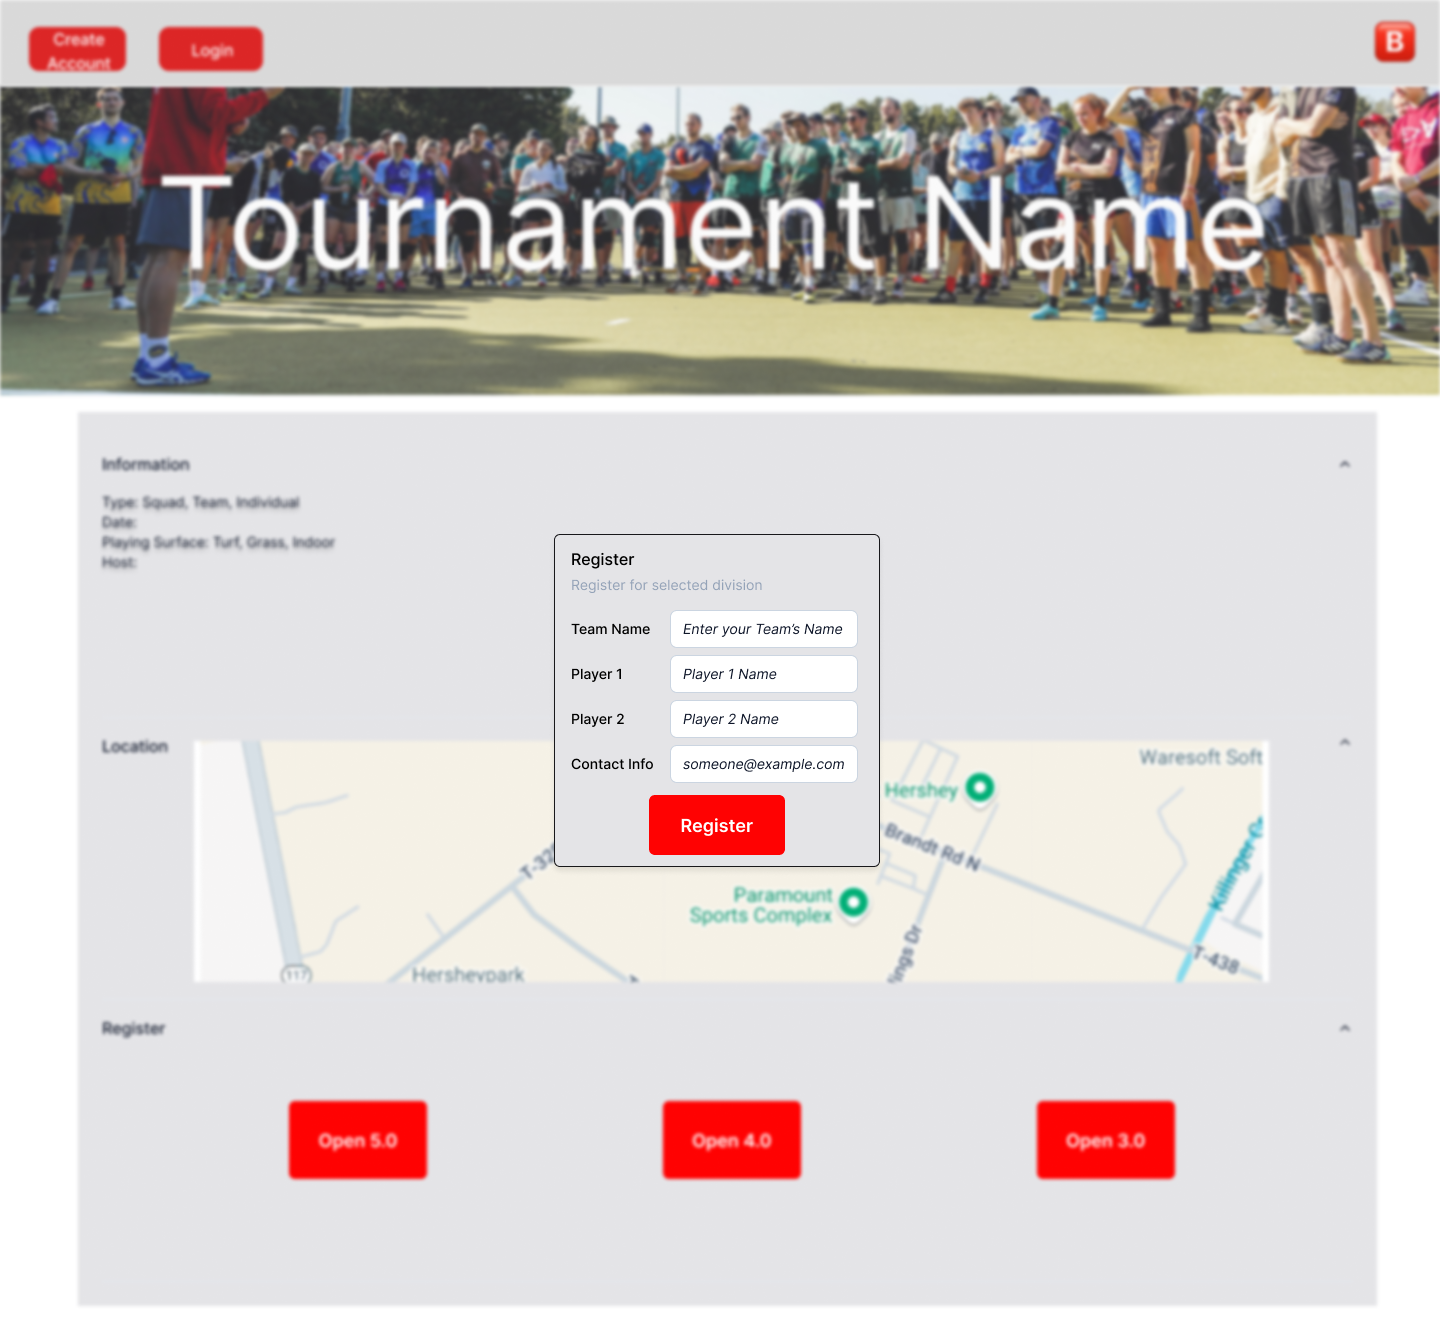 Create
Account
Login
B
Tournament Name
Information
Type: Squad, Team, Individual
Date:
Playing Surface: Turf, Grass, Indoor
Host:
Register
Register for selected division
Team Name
Enter your Team’s Name
Player 1
Player 1 Name
Player 2
Player 2 Name
Contact Info
someone@example.com
Register
Location
Waresoft Soft
Hershey
Brandt Rd N
T-325
Killinger
Paramount
Sports Complex
ings Dr
T-438
117
Hersheypark
Register
Open 5.0
Open 4.0
Open 3.0